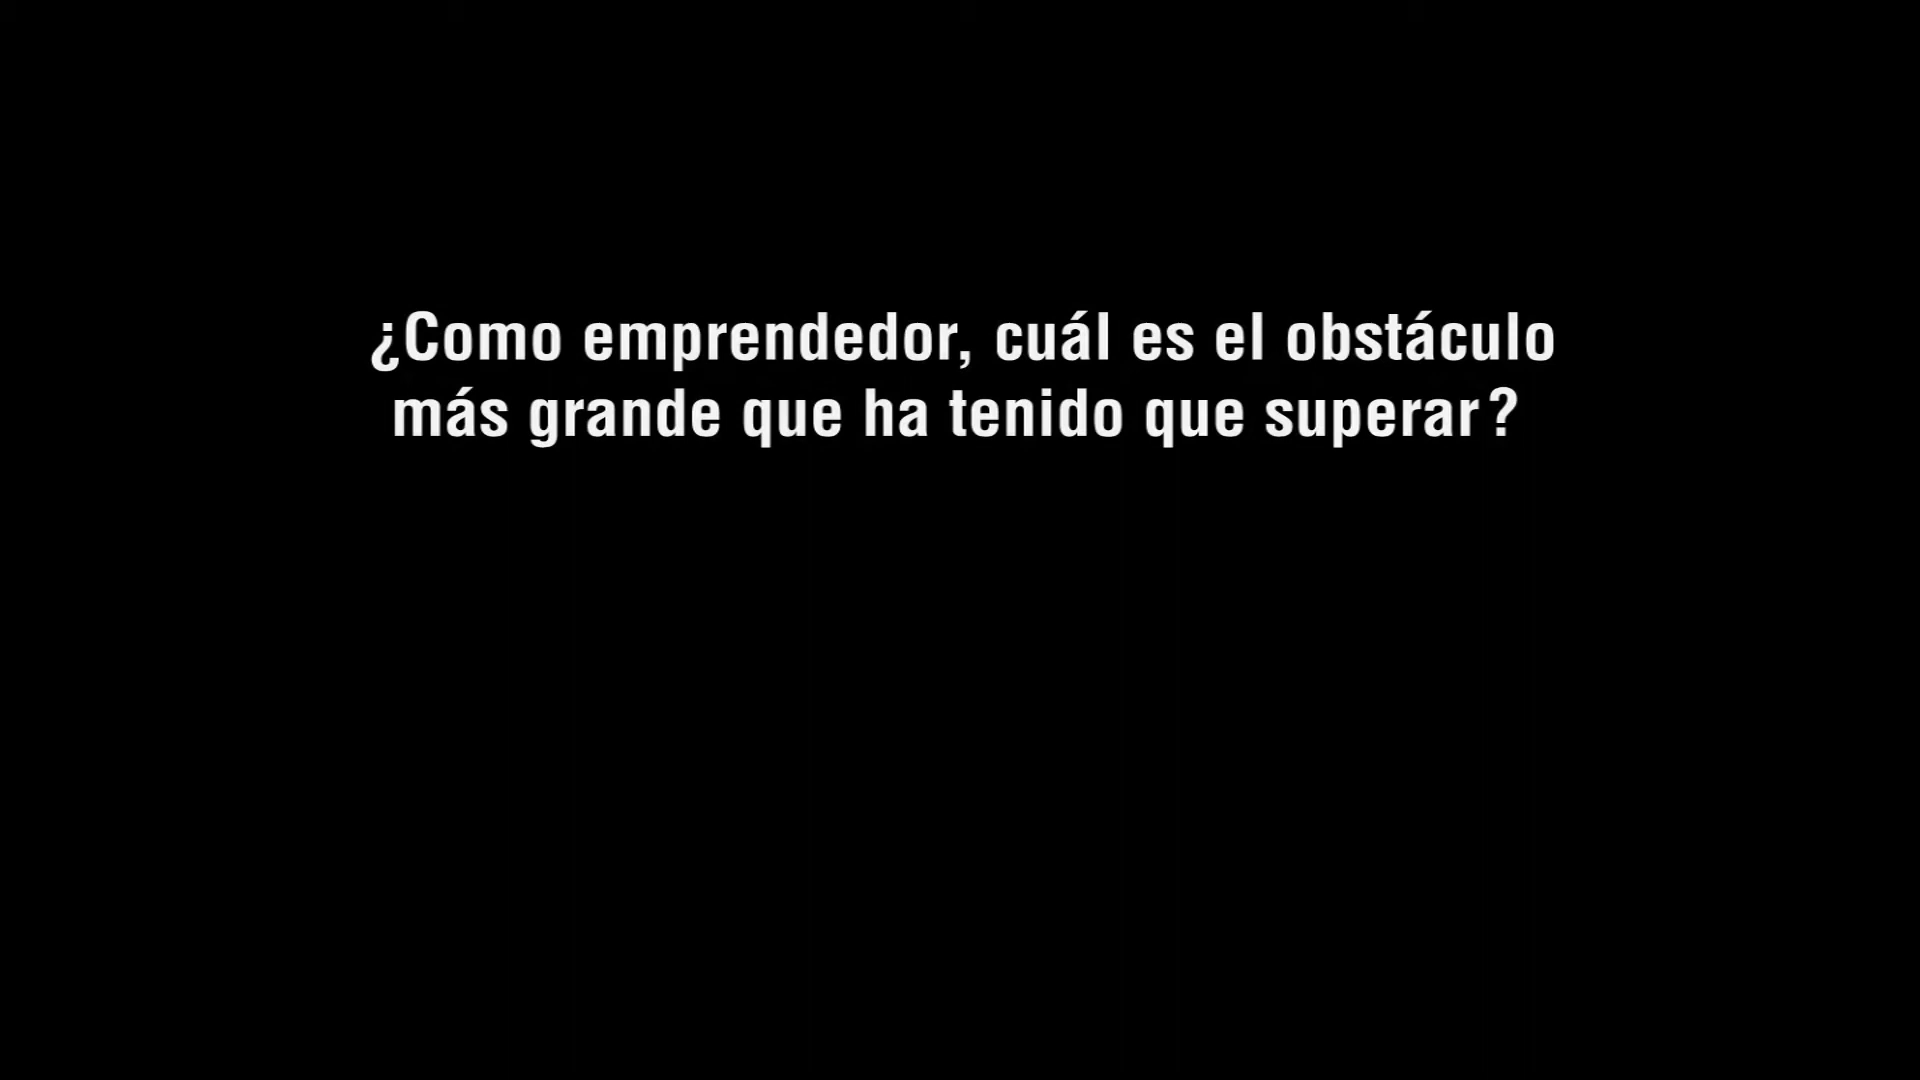 ¿Como emprendedor, cuál es el obstáculo
más grande que ha tenido que superar?